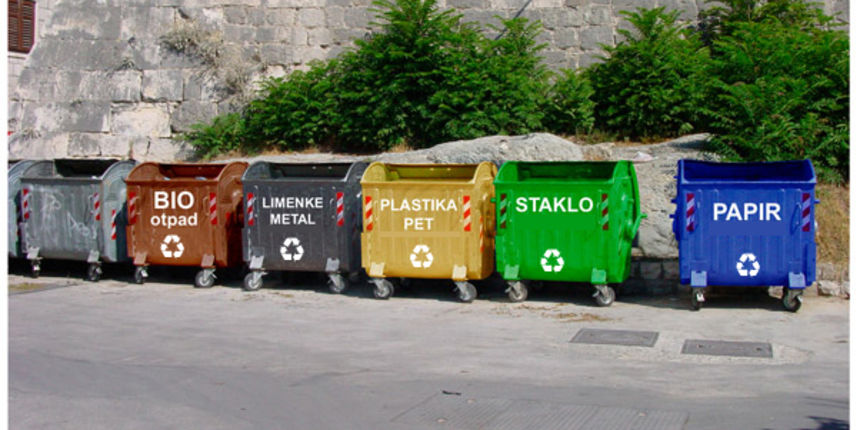 BIO
otpad
LIMENKE
METAL
PLASTIKA
PET
STAKLO
PAPIR